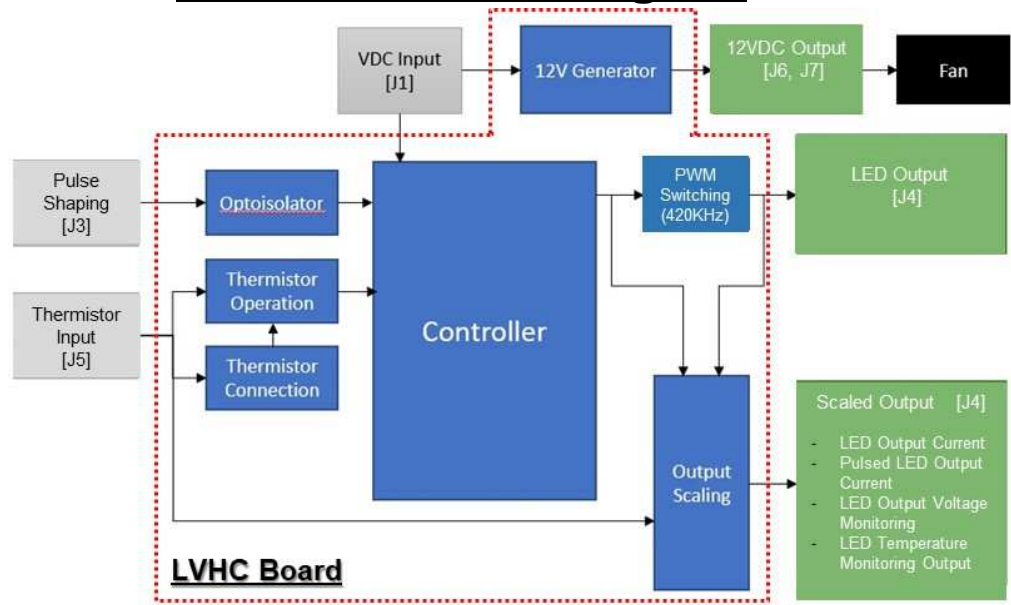 VDC Input
[J1]
12V Generator
12VDC Output
[J6, J7]
Fan
Pulse
Shaping
[J3]
Optoisolator
Controller
PWM
Switching
(420KHz)
LED Output
[J4]
Thermistor
Input
[J5]
Thermistor
Operation
Thermistor
Connection
Output
Scaling
Scaled Output [J4]
- LED Output Current
- Pulsed LED Output
Current
- LED Output Voltage
Monitoring
- LED Temperature
Monitoring Output
LVHC Board